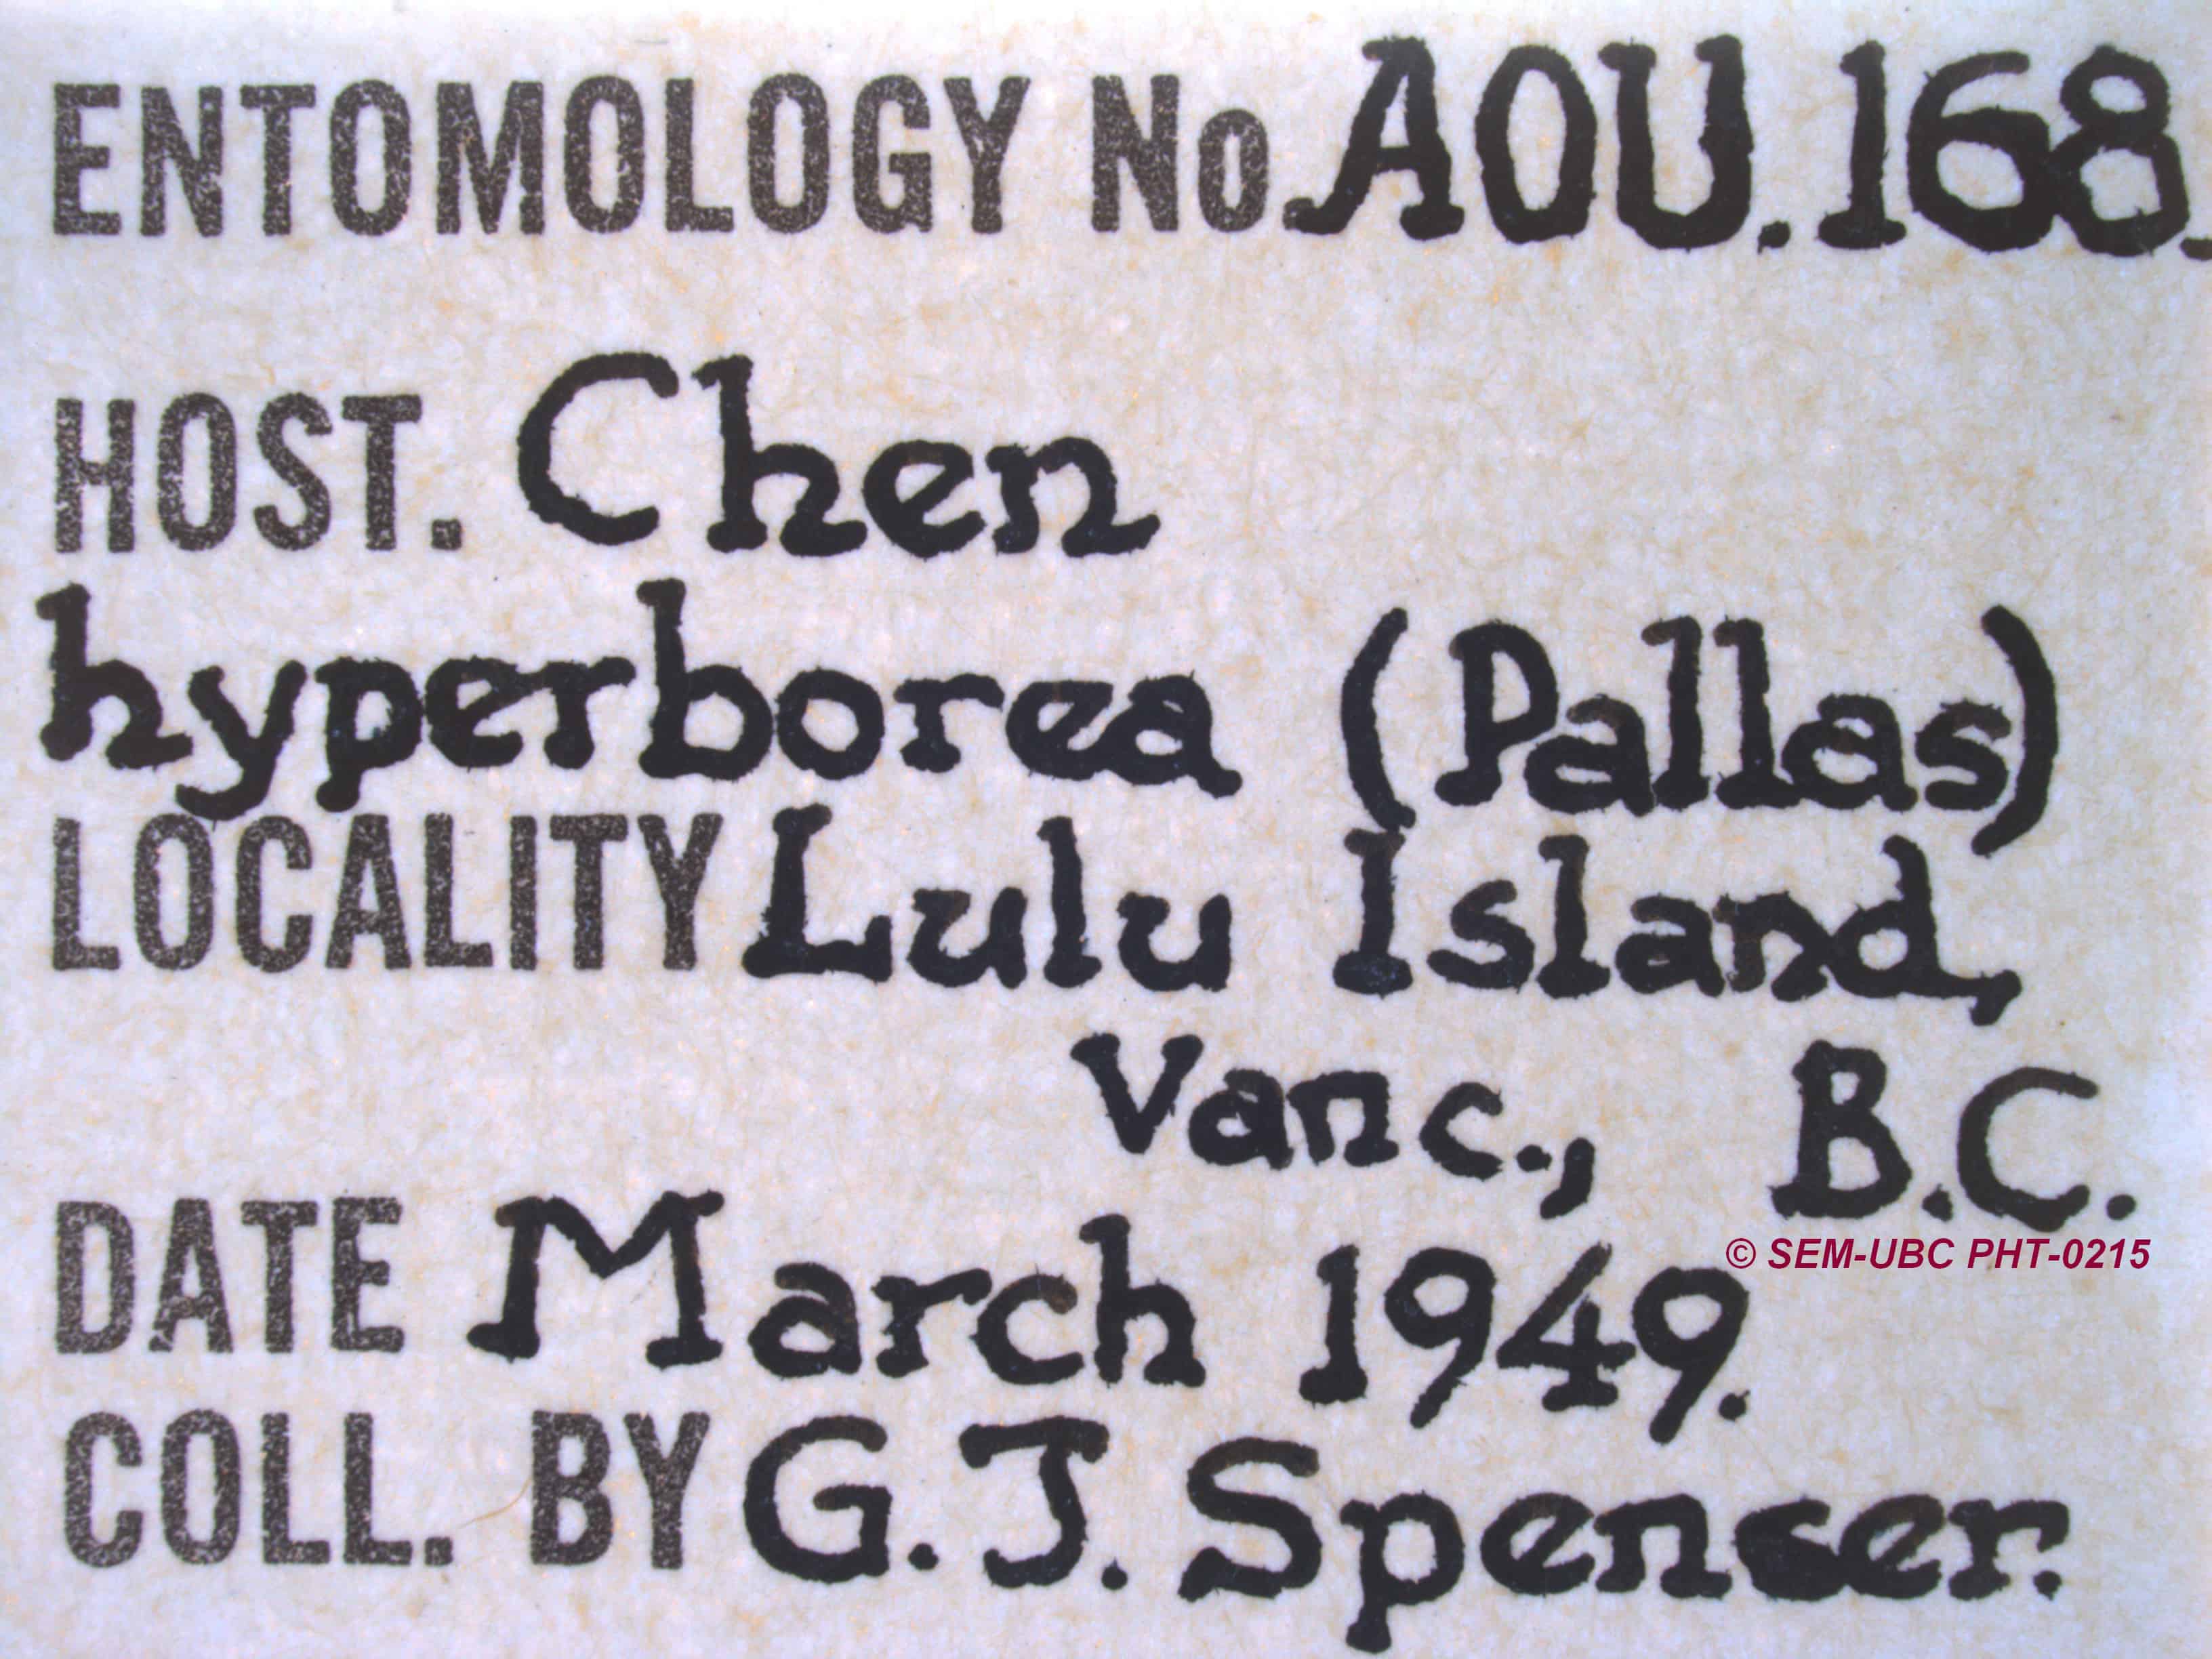 ENTOMOLOGY No. AOU. 168.
HOST. Chen
hyperborea (Pallas)
LOCALITY Lulu Island,
Vanc., B.C.
© SEM-UBC PHT-0215
DATE March 1949.
COLL. BY G. J. Spencer.